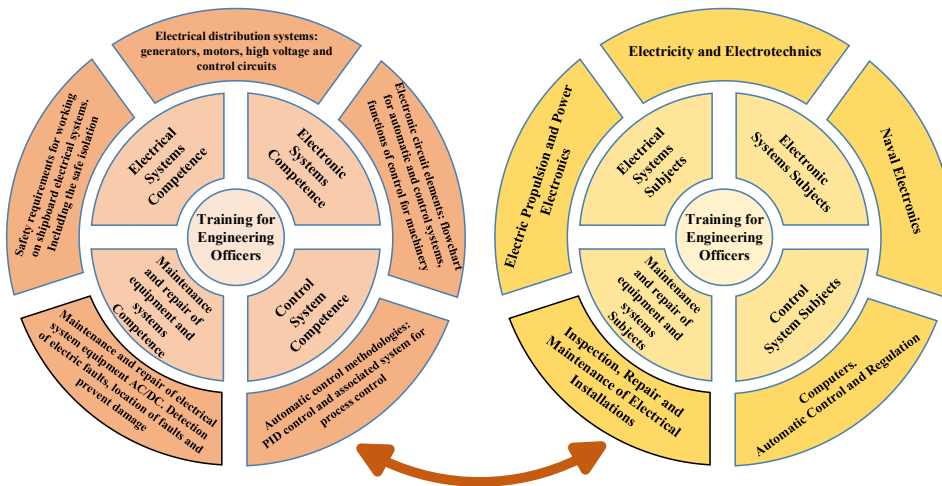 Electrical distribution systems:
generators, motors, high voltage and
control circuits
Electronic circuit elements: flowchart
for automatic and control systems,
functions of control for machinery
Automatic control methodologies:
PID control and associated system for
process control
Maintenance and repair of electrical
system equipment AC/DC. Detection
of electric faults, location of faults and
prevent damage
Safety requirements for working
on shipboard electrical systems.
Including the safe isolation
Electrical
Systems
Competence
Electronic
Systems
Competence
Control
System
Competence
Maintenance
and repair of
equipment and
systems
Competence
Training for
Engineering
Officers
Electricity and Electrotechnics
Naval Electronics
Computers.
Automatic Control and Regulation
Inspection, Repair and
Maintenance of Electrical
Installations
Electric Propulsion and Power
Electronics
Electrical
Systems
Subjects
Electronic
Systems Subjects
Control
System Subjects
Maintenance
and repair of
equipment and
systems
Subjects
Training for
Engineering
Officers